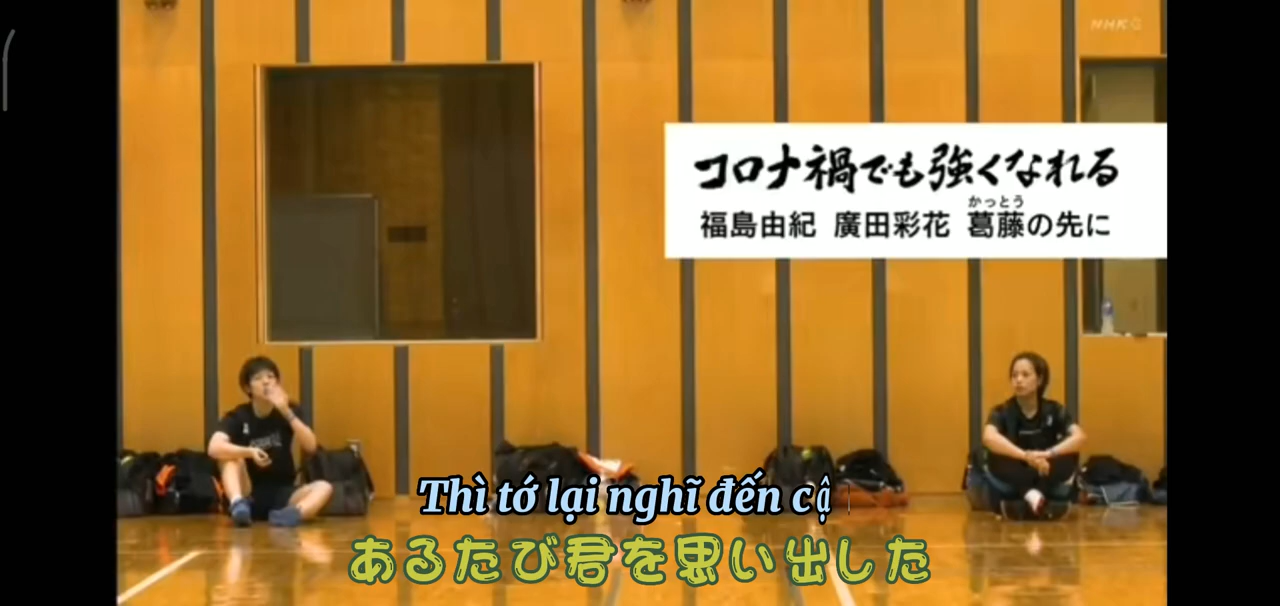 NHK G
コロナ禍でも強くなれる
かっとう
福島由紀 廣田彩花 葛藤の先に
Thì tớ lại nghĩ đến cậ
あるたび君を思い出した